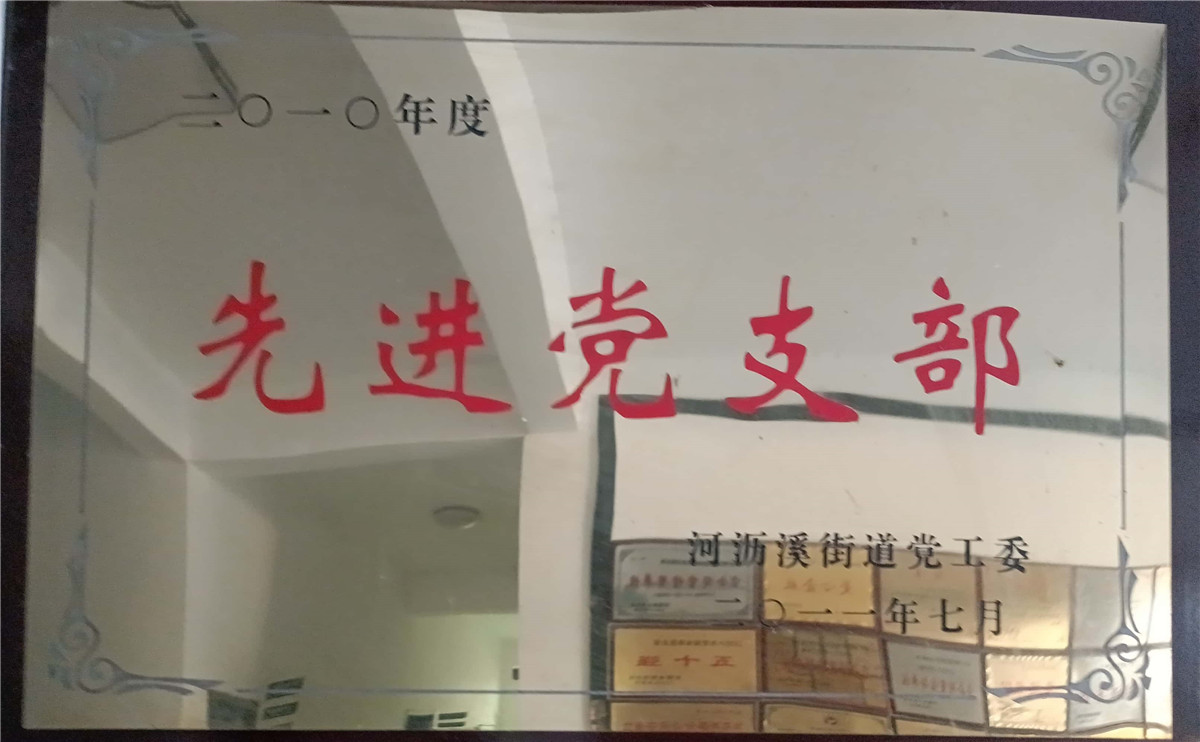 二〇一〇年度
先进党支部
河沥溪街道党工委
二〇一一年七月